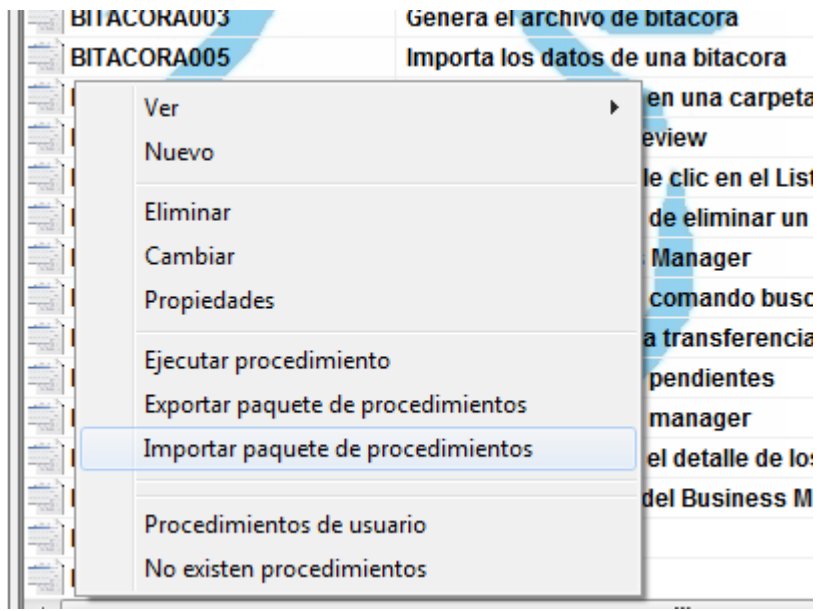 BITACORA003 Genera el archivo de bitacora
BITACORA005 Importa los datos de una bitacora
en una carpeta
Ver
eview
Nuevo
le clic en el List
Eliminar
de eliminar un
Cambiar
Manager
Propiedades
comando busc
a transferencia
Ejecutar procedimiento
pendientes
Exportar paquete de procedimientos
manager
Importar paquete de procedimientos
el detalle de los
del Business M
Procedimientos de usuario
No existen procedimientos